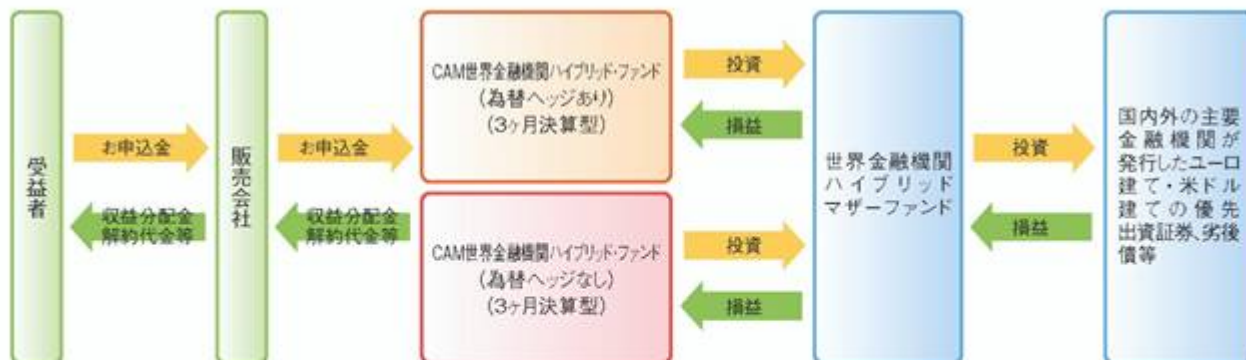 受益者
お申込金
収益分配金
解約代金等
販売会社
お申込金
収益分配金
解約代金等
CAM世界金融機関ハイブリッド・ファンド
(為替ヘッジあり)
(3ヶ月決算型)
CAM世界金融機関ハイブリッド・ファンド
(為替ヘッジなし)
(3ヶ月決算型)
投資
損益
投資
損益
世界金融機関
ハイブリッド
マザーファンド
投資
損益
国内外の主要
金融機関が
発行したユーロ
建て・米ドル
建ての優先
出資証券、劣後
債等